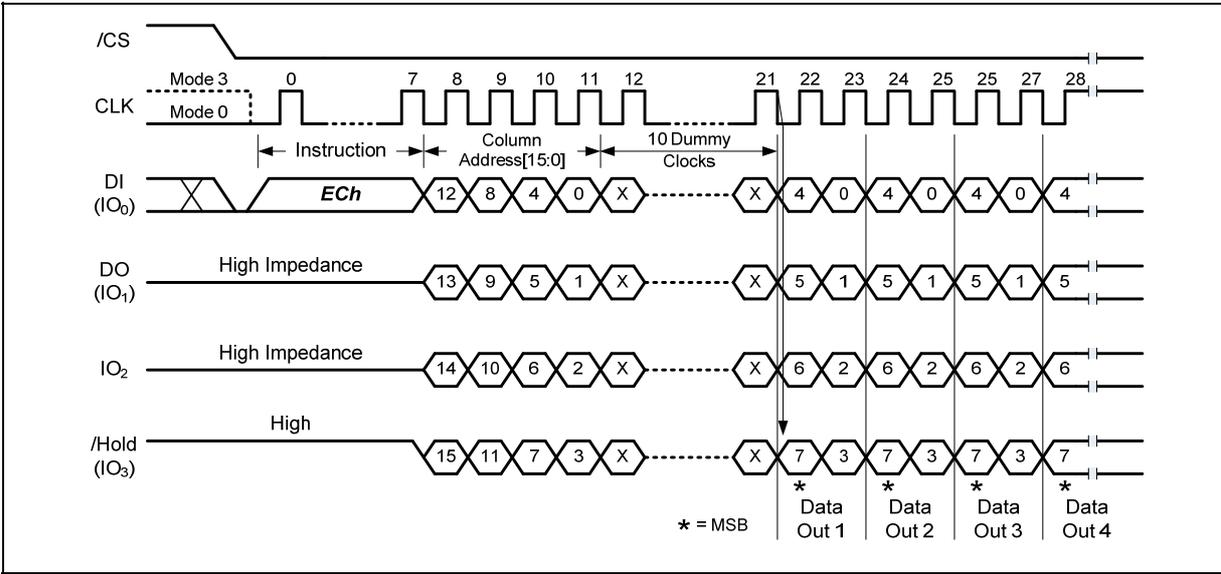 /CS
Mode 3 0 7 8 9 10 11 12 21 22 23 24 25 25 27 28
CLK
Mode 0
Instruction
Column
Address[15:0]
10 Dummy
Clocks
DI
(IO0)
ECh 12 8 4 0 X X 4 0 4 0 4 0 4
High Impedance
DO
(IO1)
13 9 5 1 X X 5 1 5 1 5 1 5
High Impedance
IO2
14 10 6 2 X X 6 2 6 2 6 2 6
High
/Hold
(IO3)
15 11 7 3 X X 7 3 7 3 7 3 7
* * * *
* = MSB
Data
Out 1
Data
Out 2
Data
Out 3
Data
Out 4